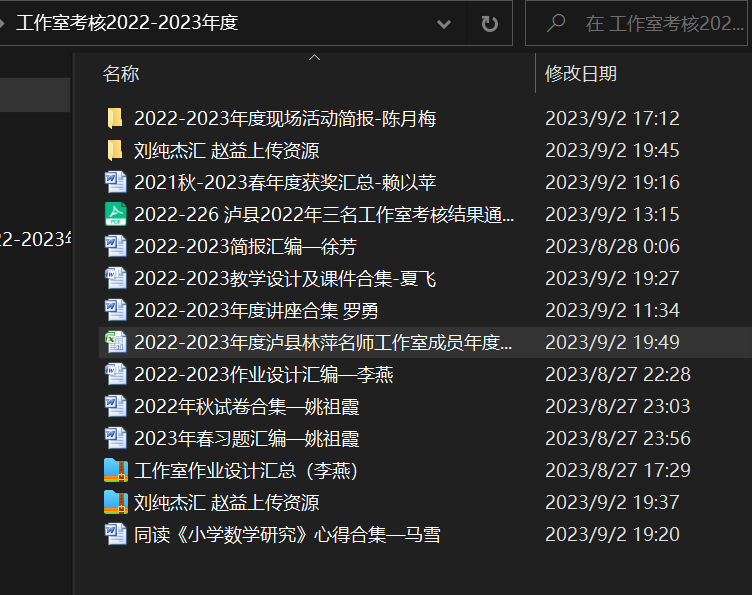 工作室考核2022-2023年度
在 工作室考核202...
名称 修改日期
2022-2023年度现场活动简报-陈月梅 2023/9/2 17:12
刘纯杰汇 赵益上传资源 2023/9/2 19:45
2021秋-2023春年度获奖汇总-赖以苹 2023/9/2 19:16
2022-226 泸县2022年三名工作室考核结果通... 2023/9/2 13:15
22-2023年
2022-2023简报汇编—徐芳 2023/8/28 0:06
2022-2023教学设计及课件合集-夏飞 2023/9/2 19:27
2022-2023年度讲座合集 罗勇 2023/9/2 11:34
2022-2023年度泸县林萍名师工作室成员年度... 2023/9/2 19:49
2022-2023作业设计汇编—李燕 2023/8/27 22:28
2022年秋试卷合集—姚祖霞 2023/8/27 23:03
2023年春习题汇编—姚祖霞 2023/8/27 23:56
工作室作业设计汇总（李燕） 2023/8/27 17:29
刘纯杰汇 赵益上传资源 2023/9/2 19:37
同读《小学数学研究》心得合集—马雪 2023/9/2 19:20